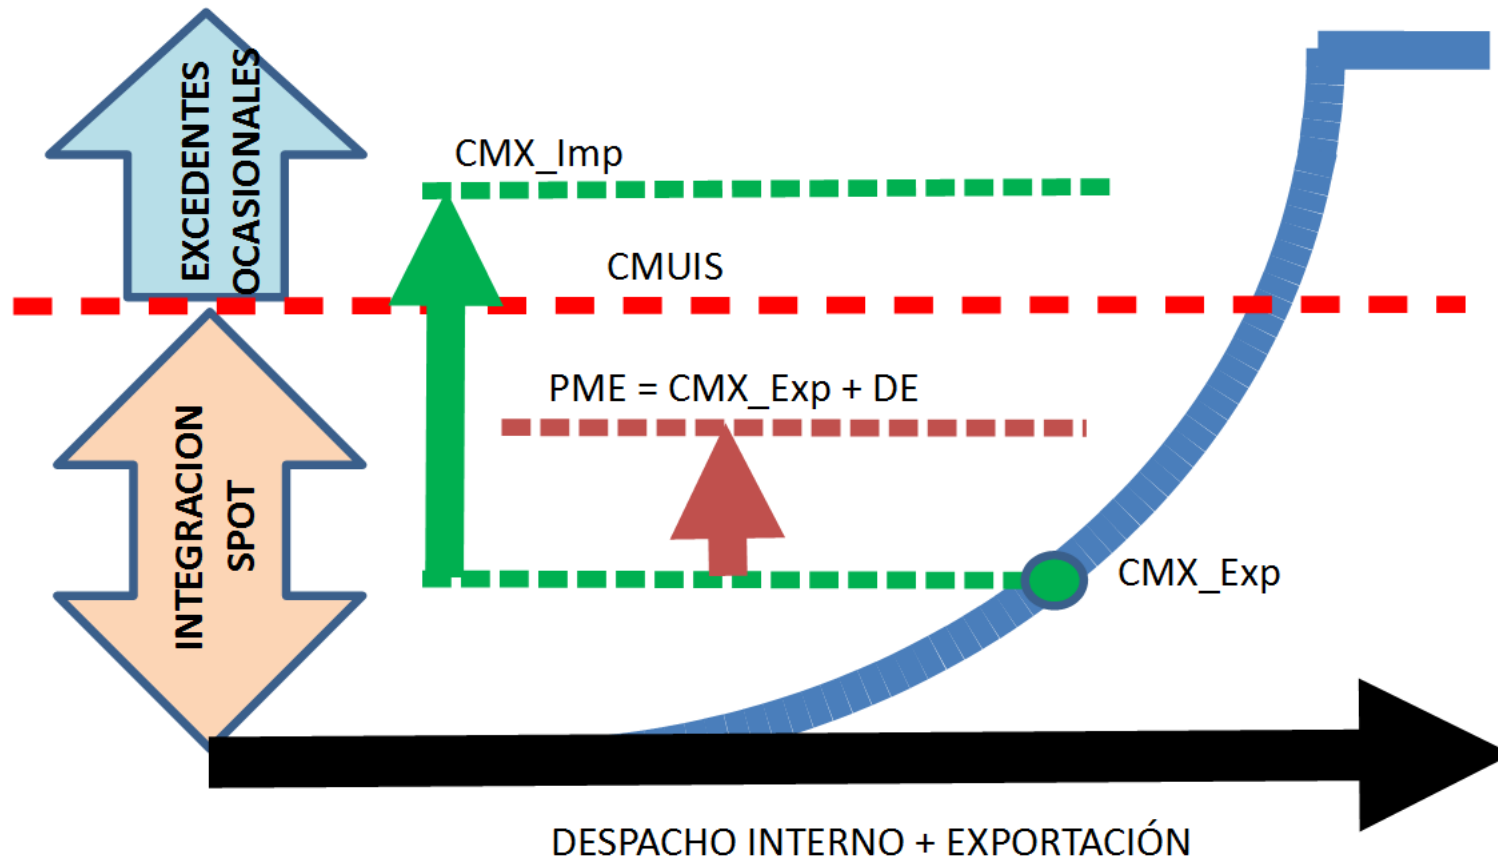 EXCEDENTES
OCASIONALES
CMX_Imp
CMUIS
PME = CMX_Exp + DE
INTEGRACION
SPOT
CMX_Exp
DESPACHO INTERNO + EXPORTACIÓN